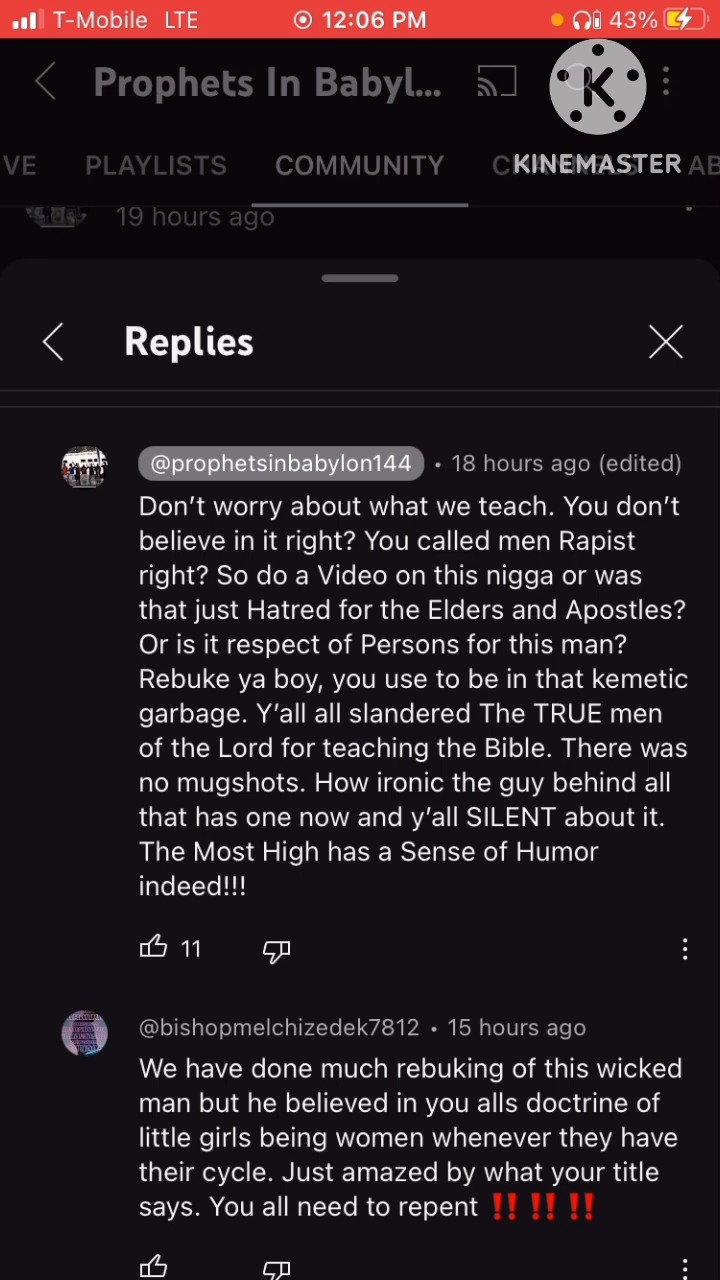 T-Mobile LTE 12:06 PM 43%
Prophets In Babyl...
KINEMASTER
VE PLAYLISTS COMMUNITY CHANNELS AB
19 hours ago
Replies
@prophetsinbabylon144 • 18 hours ago (edited)
Don't worry about what we teach. You don't
believe in it right? You called men Rapist
right? So do a Video on this nigga or was
that just Hatred for the Elders and Apostles?
Or is it respect of Persons for this man?
Rebuke ya boy, you use to be in that kemetic
garbage. Y'all all slandered The TRUE men
of the Lord for teaching the Bible. There was
no mugshots. How ironic the guy behind all
that has one now and y'all SILENT about it.
The Most High has a Sense of Humor
indeed!!!
11
@bishopmelchizedek7812 • 15 hours ago
We have done much rebuking of this wicked
man but he believed in you alls doctrine of
little girls being women whenever they have
their cycle. Just amazed by what your title
says. You all need to repent ‼️ ‼️ ‼️